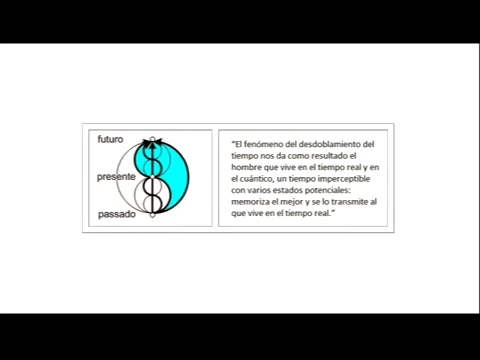 futuro
presente
passado
"El fenómeno del desdoblamiento del
tiempo nos da como resultado el
hombre que vive en el tiempo real y en
el cuántico, un tiempo imperceptible
con varios estados potenciales:
memoriza el mejor y se lo transmite al
que vive en el tiempo real."